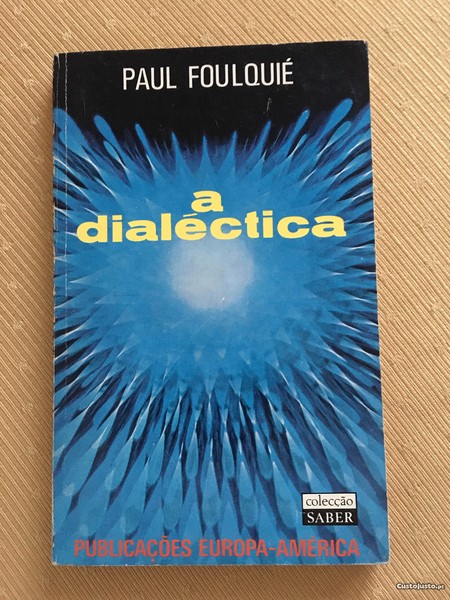 PAUL FOULQUIÉ
a
dialéctica
colecção
SABER
PUBLICAÇÕES EUROPA-AMÉRICA
CustoJusto.pt